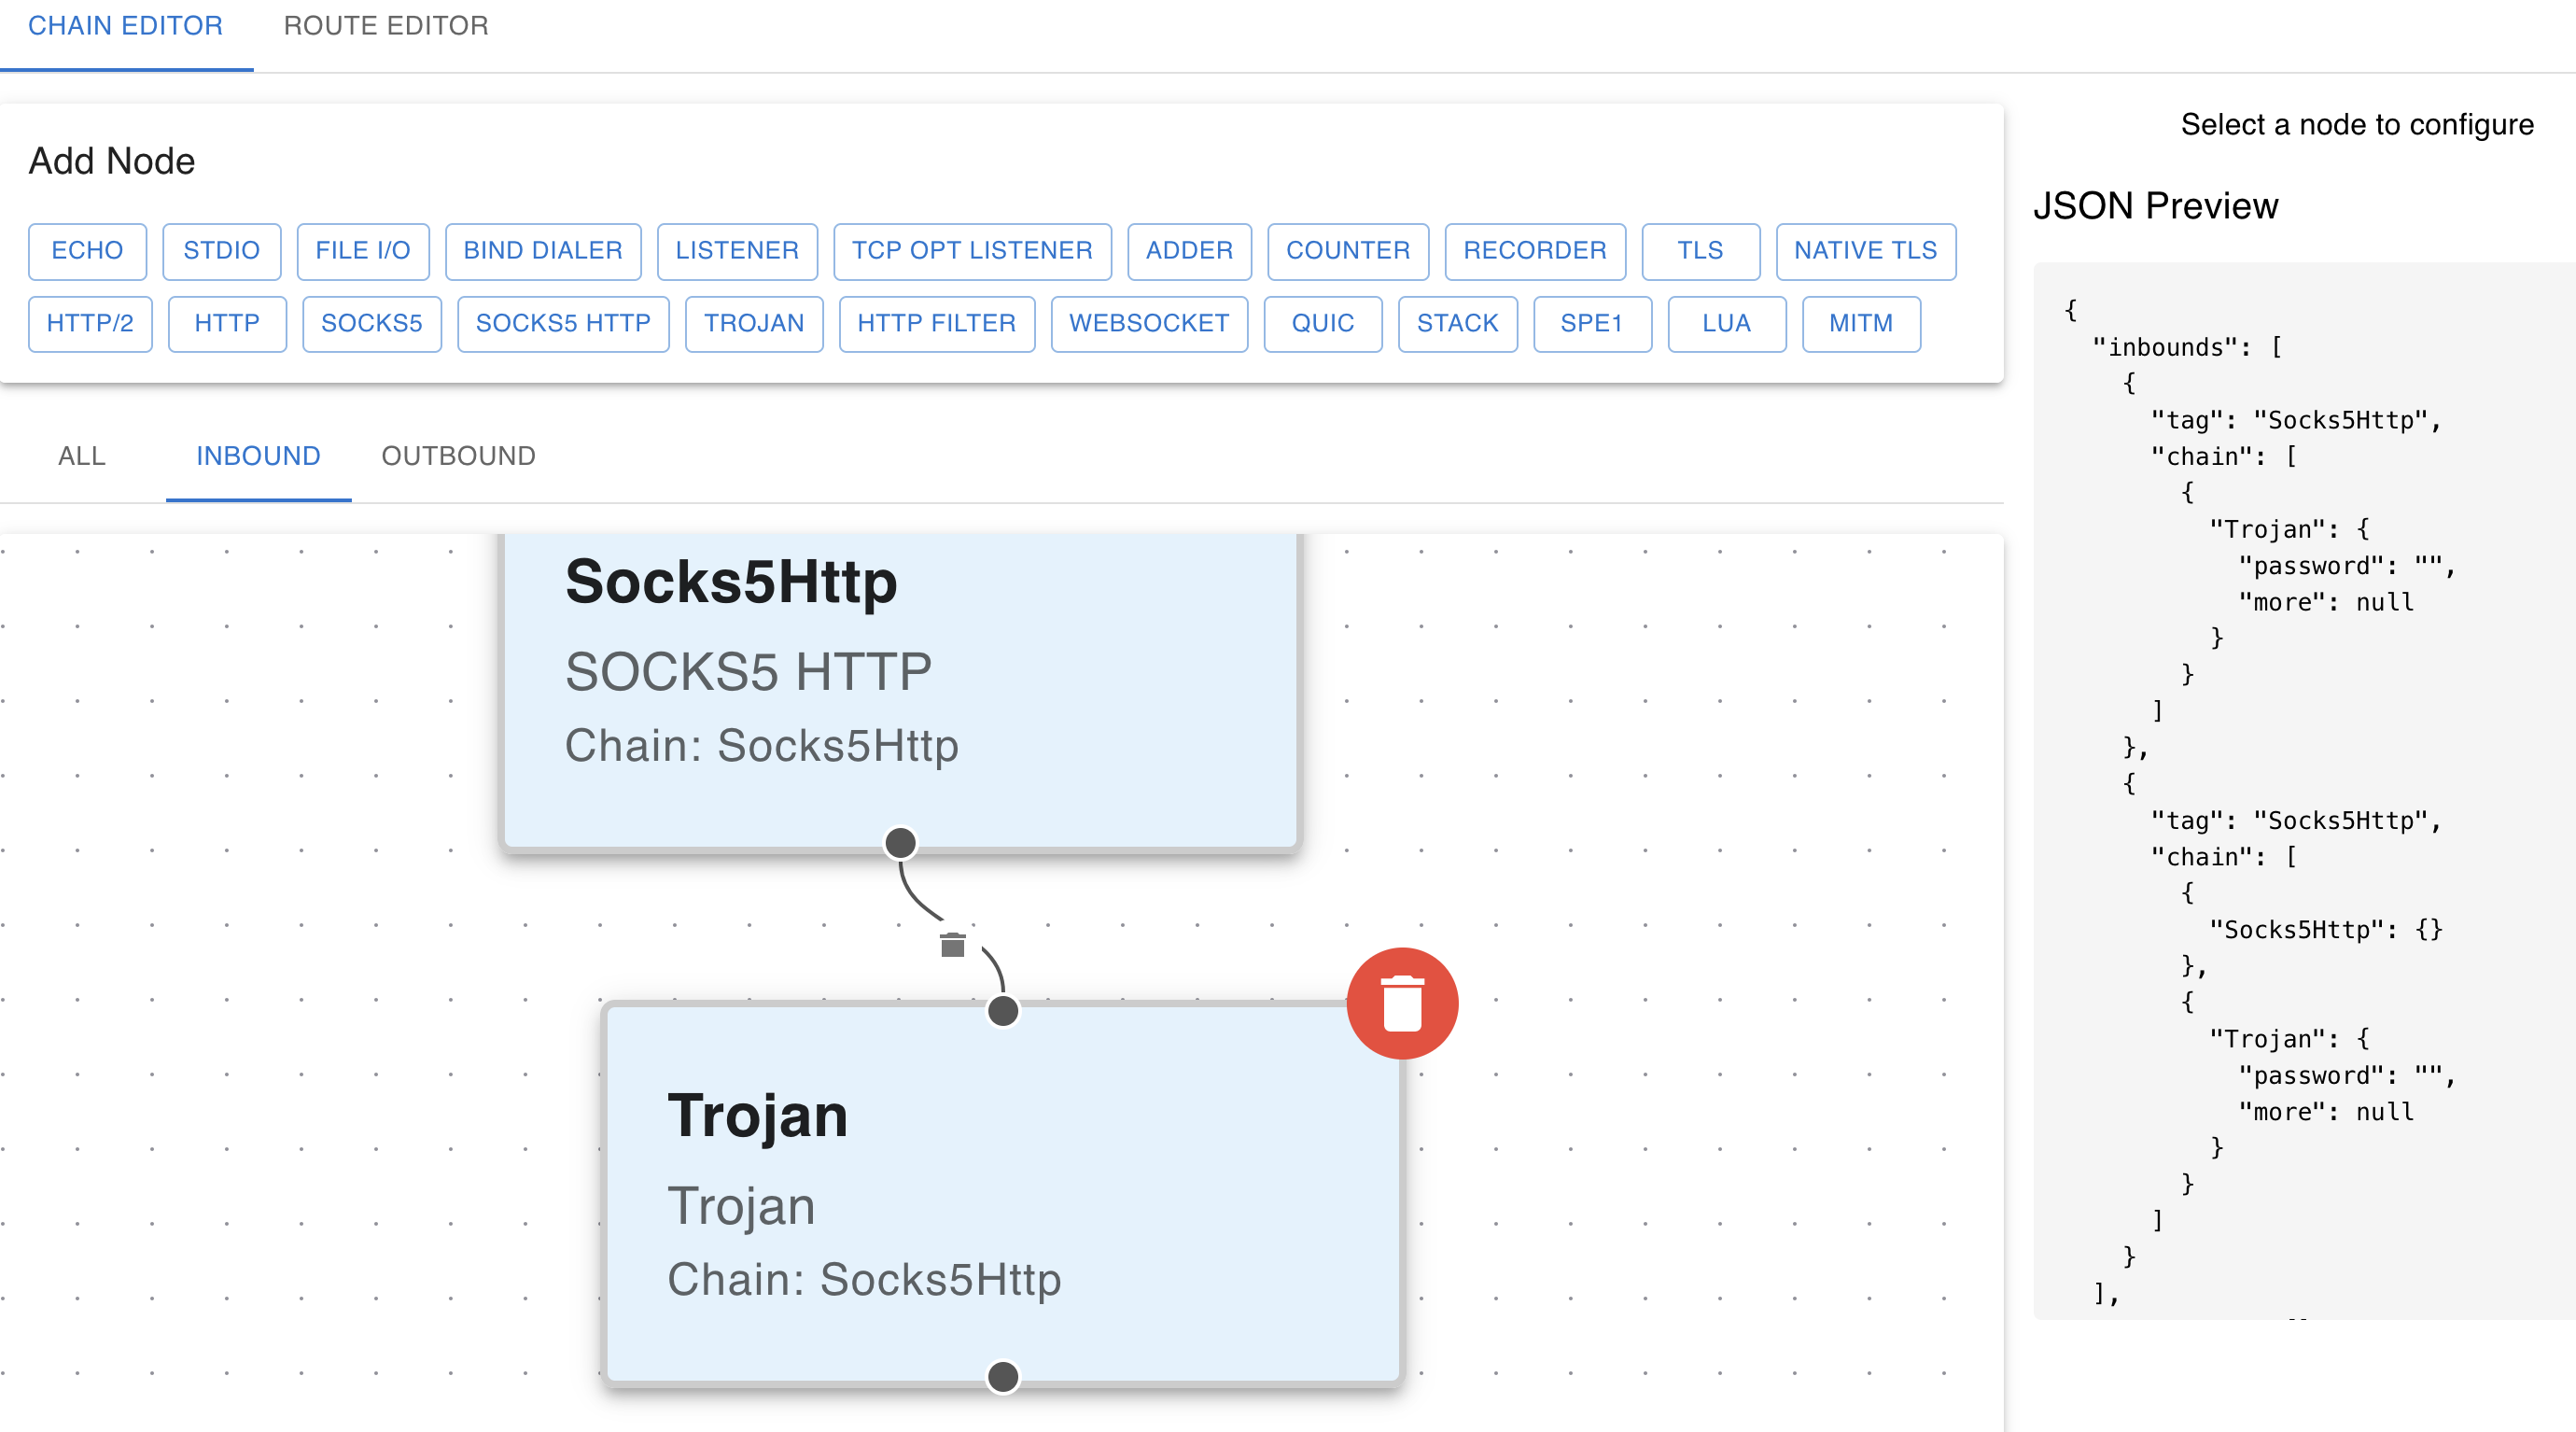 CHAIN EDITOR ROUTE EDITOR
Add Node
ECHO STDIO FILE I/O BIND DIALER LISTENER TCP OPT LISTENER ADDER COUNTER RECORDER TLS NATIVE TLS
HTTP/2 HTTP SOCKS5 SOCKS5 HTTP TROJAN HTTP FILTER WEBSOCKET QUIC STACK SPE1 LUA MITM
ALL INBOUND OUTBOUND
Socks5Http
SOCKS5 HTTP
Chain: Socks5Http
Trojan
Trojan
Chain: Socks5Http
Select a node to configure
JSON Preview
{
"inbounds": [
{
"tag": "Socks5Http",
"chain": [
{
"Trojan": {
"password": "",
"more": null
}
}
]
},
{
"tag": "Socks5Http",
"chain": [
{
"Socks5Http": {}
},
{
"Trojan": {
"password": "",
"more": null
}
}
]
}
],